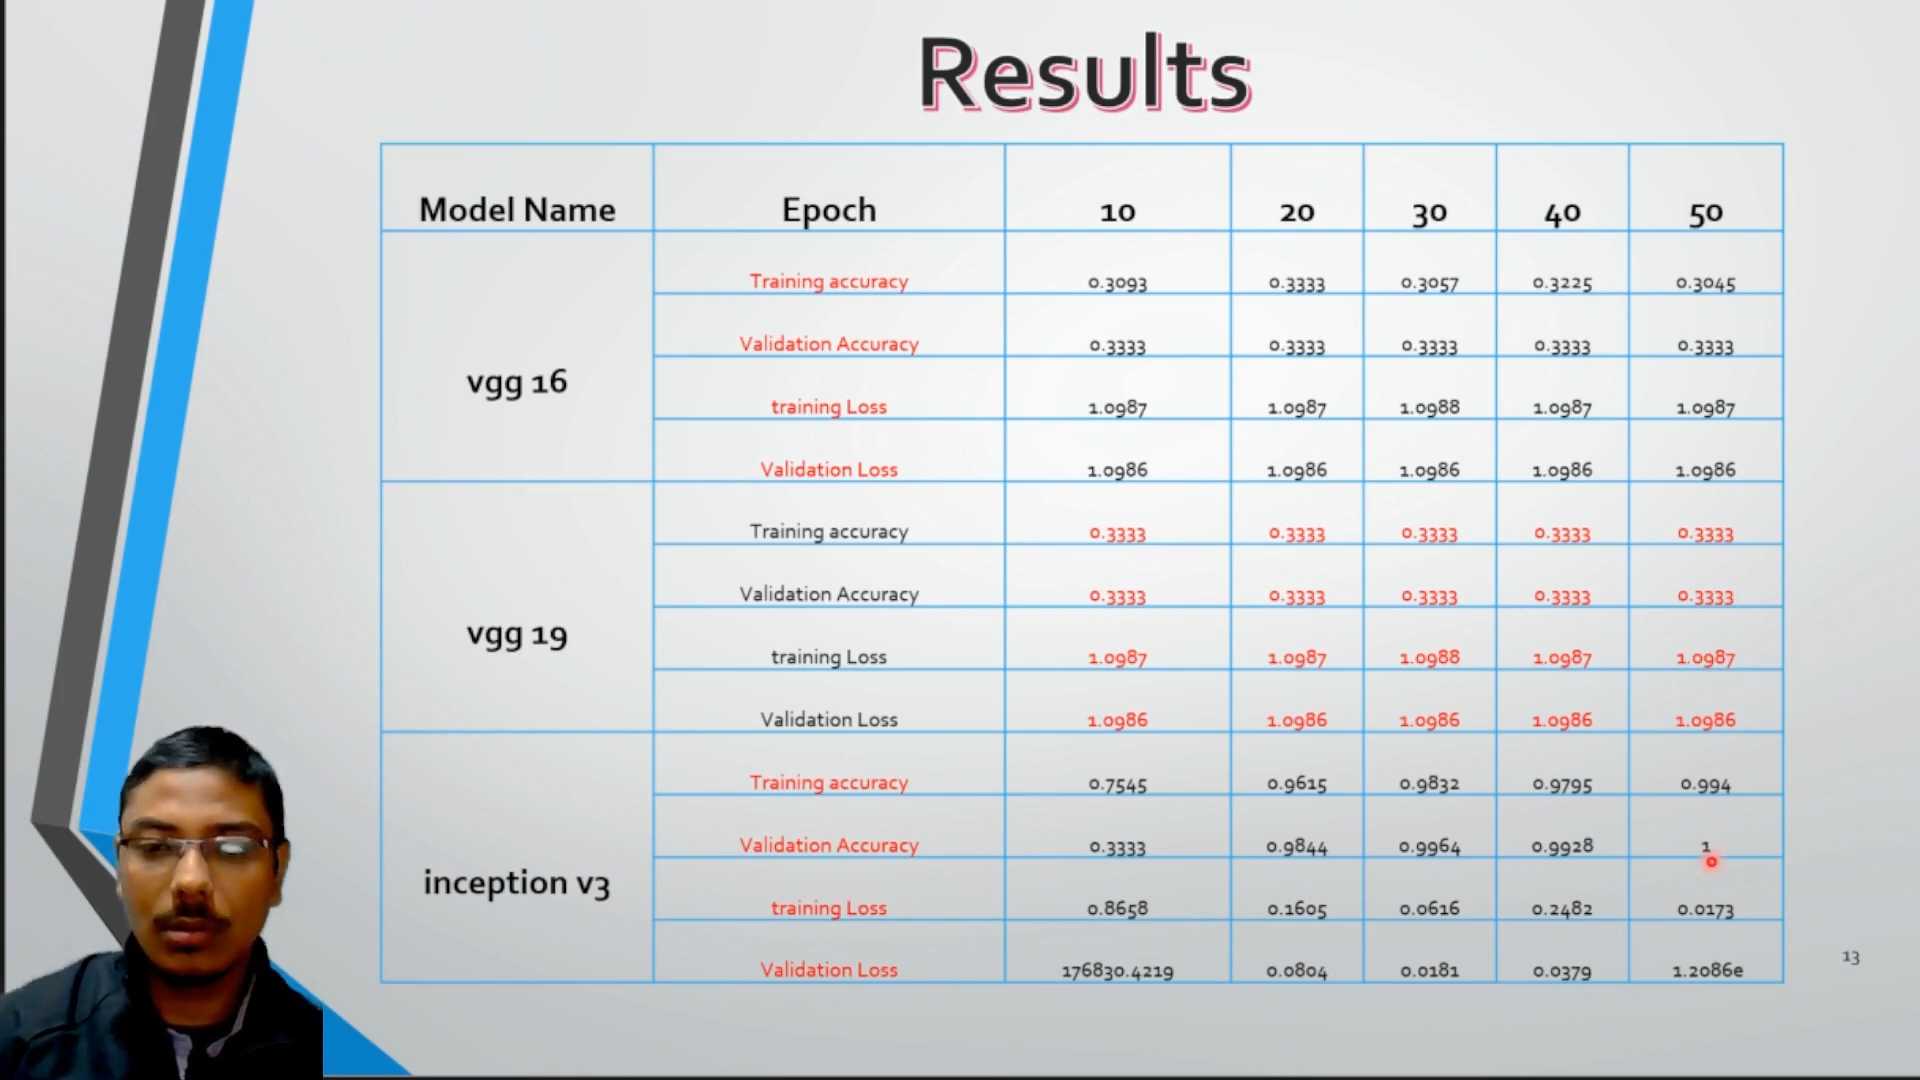 Results
Model Name Epoch 10 20 30 40 50
vgg 16
Training accuracy 0.3093 0.3333 0.3057 0.3225 0.3045
Validation Accuracy 0.3333 0.3333 0.3333 0.3333 0.3333
training Loss 1.0987 1.0987 1.0988 1.0987 1.0987
Validation Loss 1.0986 1.0986 1.0986 1.0986 1.0986
vgg 19
Training accuracy 0.3333 0.3333 0.3333 0.3333 0.3333
Validation Accuracy 0.3333 0.3333 0.3333 0.3333 0.3333
training Loss 1.0987 1.0987 1.0988 1.0987 1.0987
Validation Loss 1.0986 1.0986 1.0986 1.0986 1.0986
inception v3
Training accuracy 0.7545 0.9615 0.9832 0.9795 0.994
Validation Accuracy 0.3333 0.9844 0.9964 0.9928 1
training Loss 0.8658 0.1605 0.0616 0.2482 0.0173
Validation Loss 176830.4219 0.0804 0.0181 0.0379 1.2086e
13